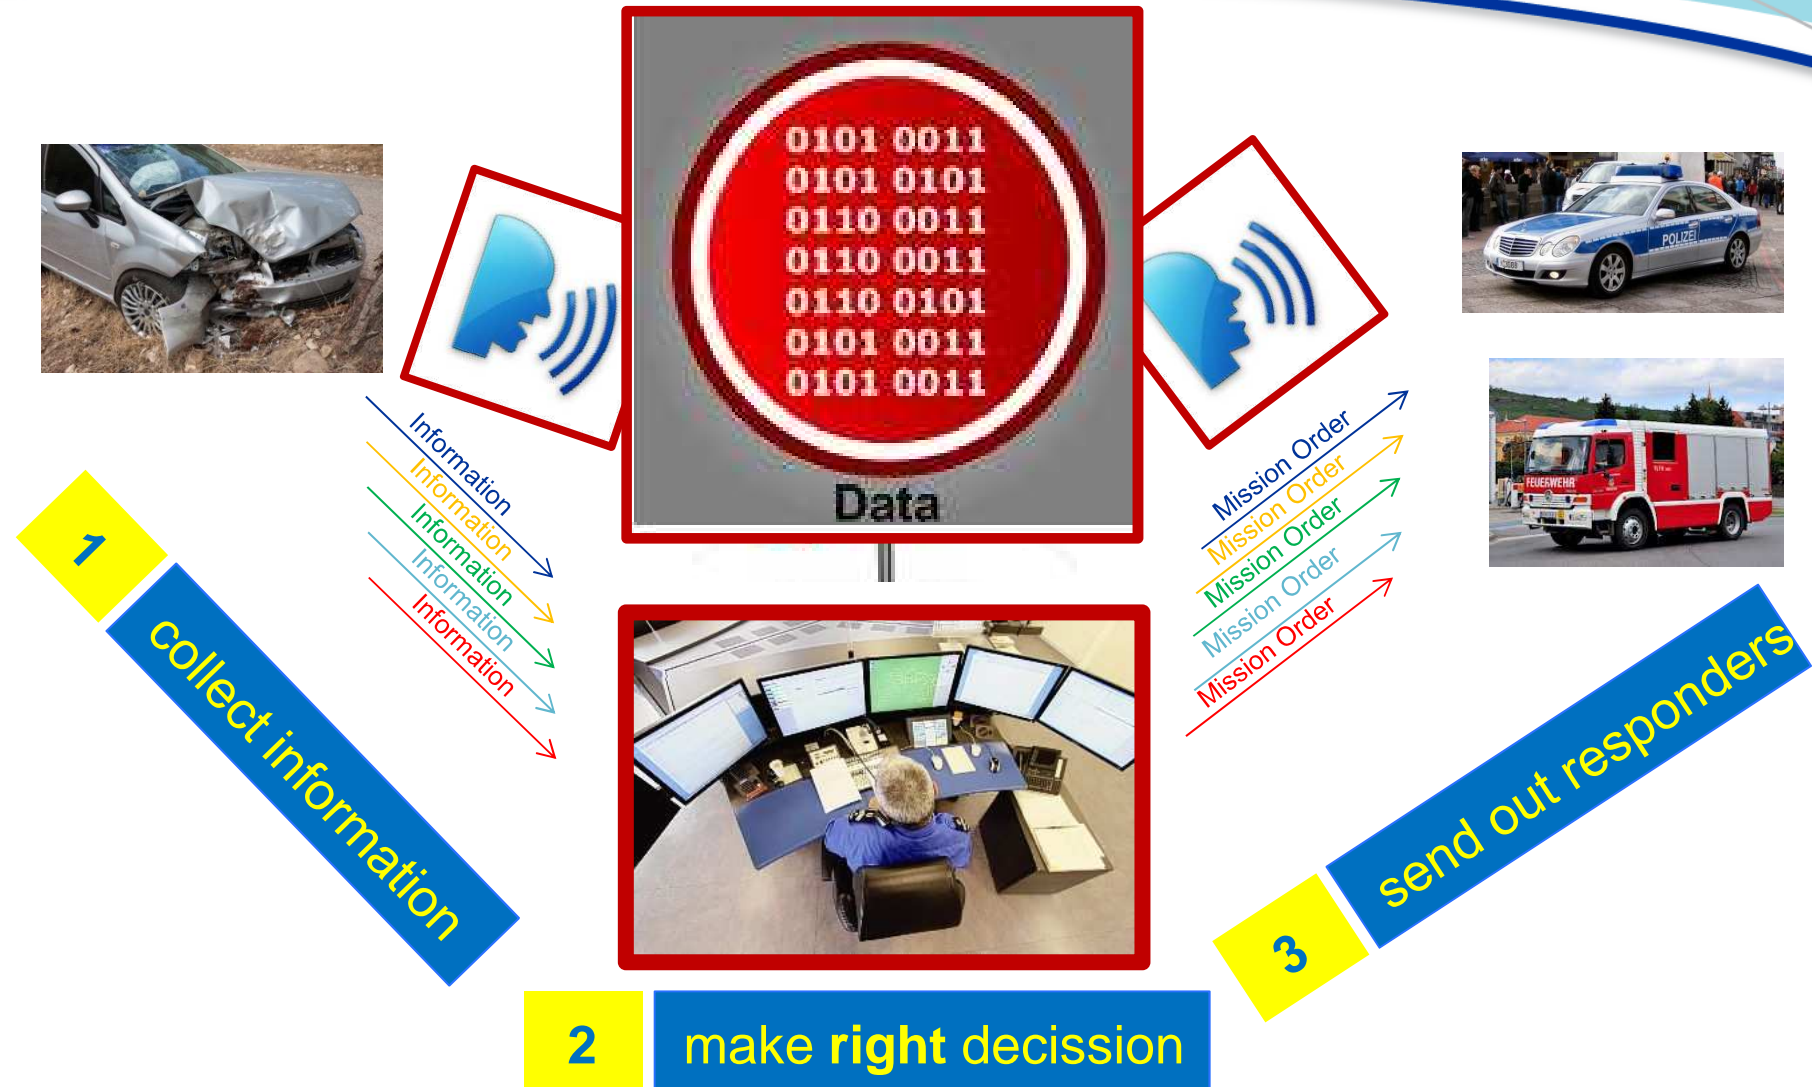 0101 0011
0101 0101
0110 0011
0110 0011
0110 0101
0101 0011
0101 0011
Data
POLIZEI
FEUERWEHR
Information
Information
Information
Information
Information
Mission Order
Mission Order
Mission Order
Mission Order
Mission Order
1
collect information
2
make right decission
3
send out responders